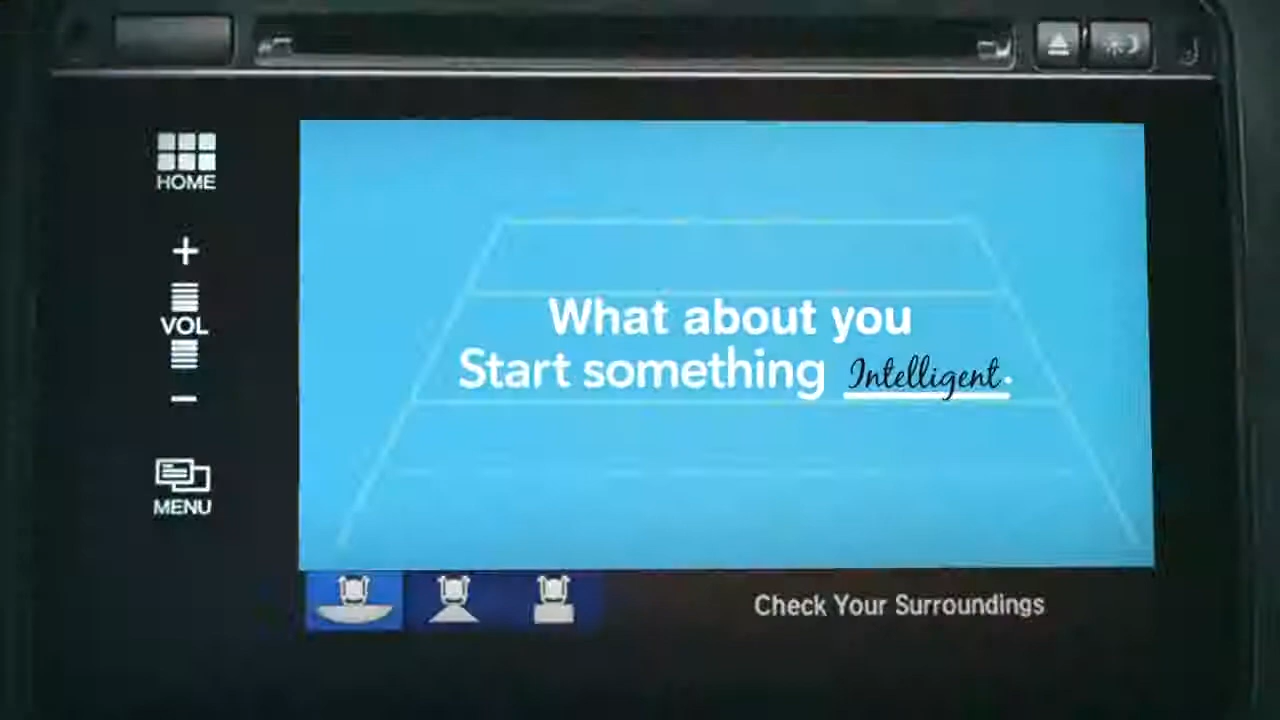 HOME
+
VOL
-
MENU
What about you
Start something Intelligent.
Check Your Surroundings